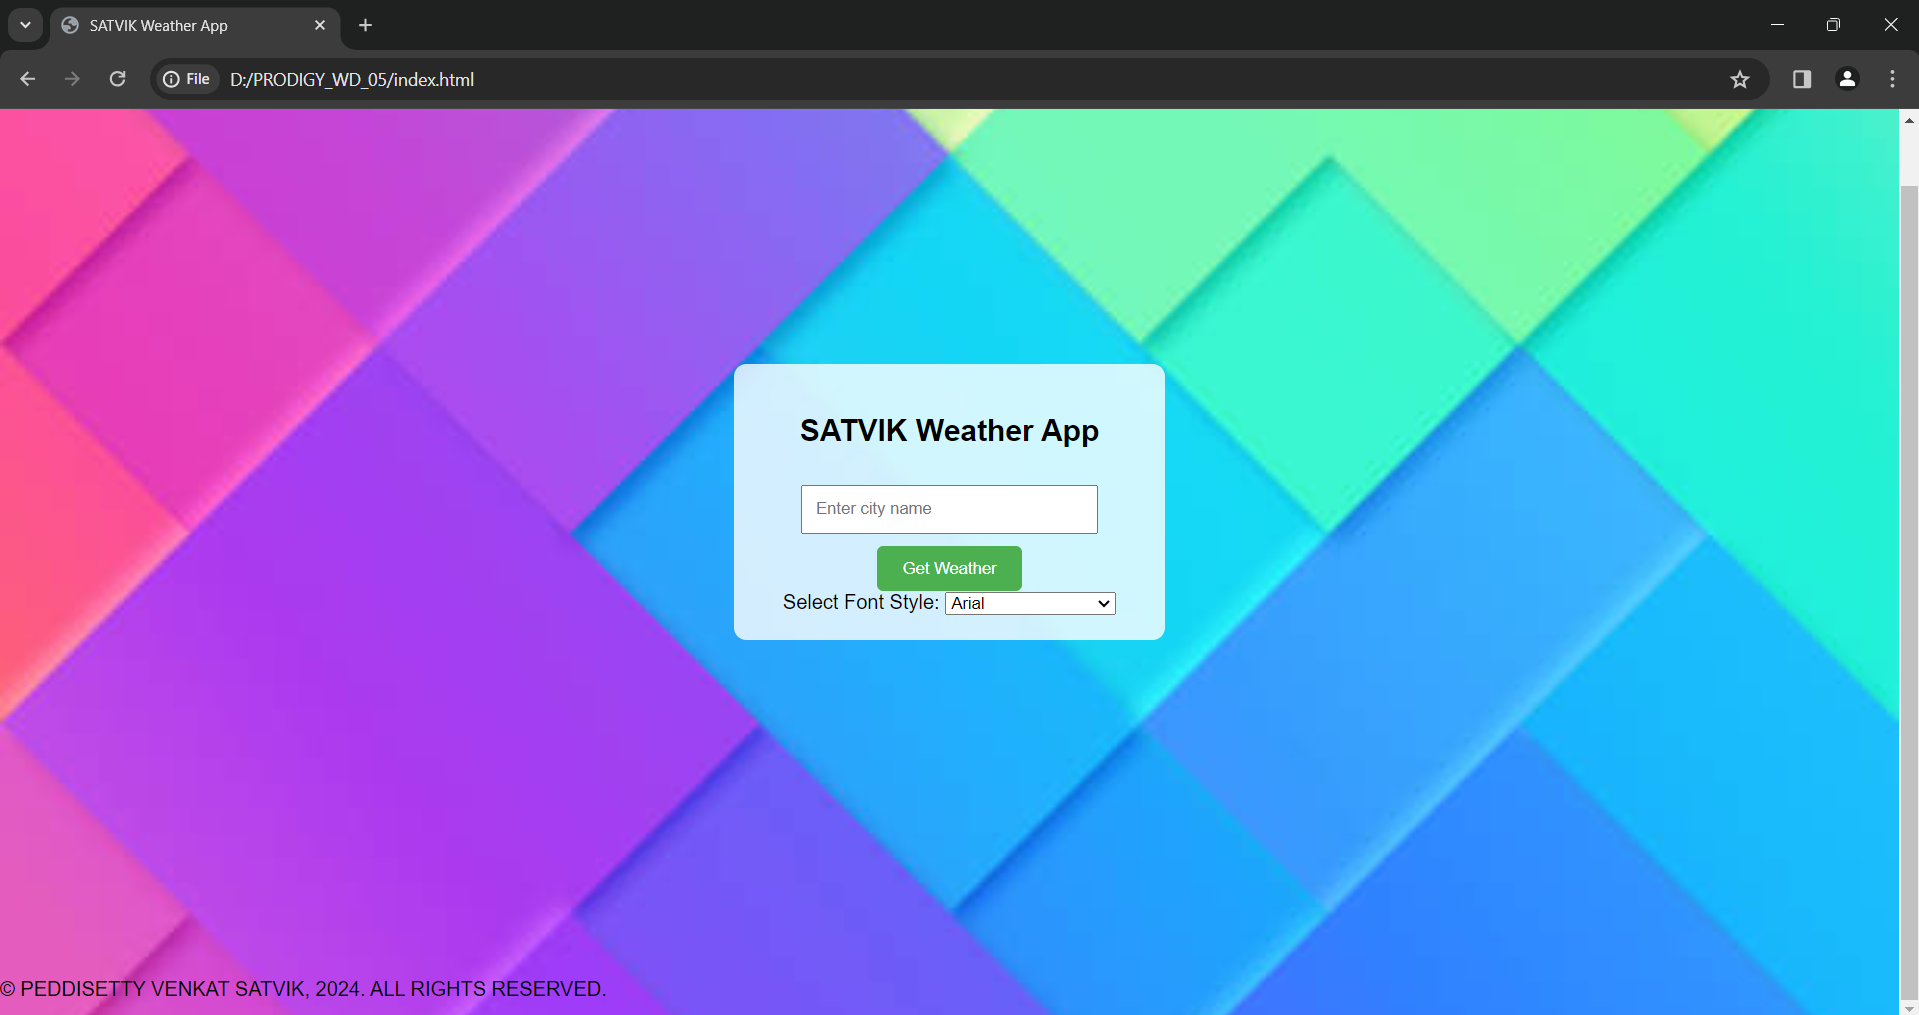 SATVIK Weather App
File D:/PRODIGY_WD_05/index.html
SATVIK Weather App
Enter city name
Get Weather
Select Font Style: Arial
© PEDDISETTY VENKAT SATVIK, 2024. ALL RIGHTS RESERVED.